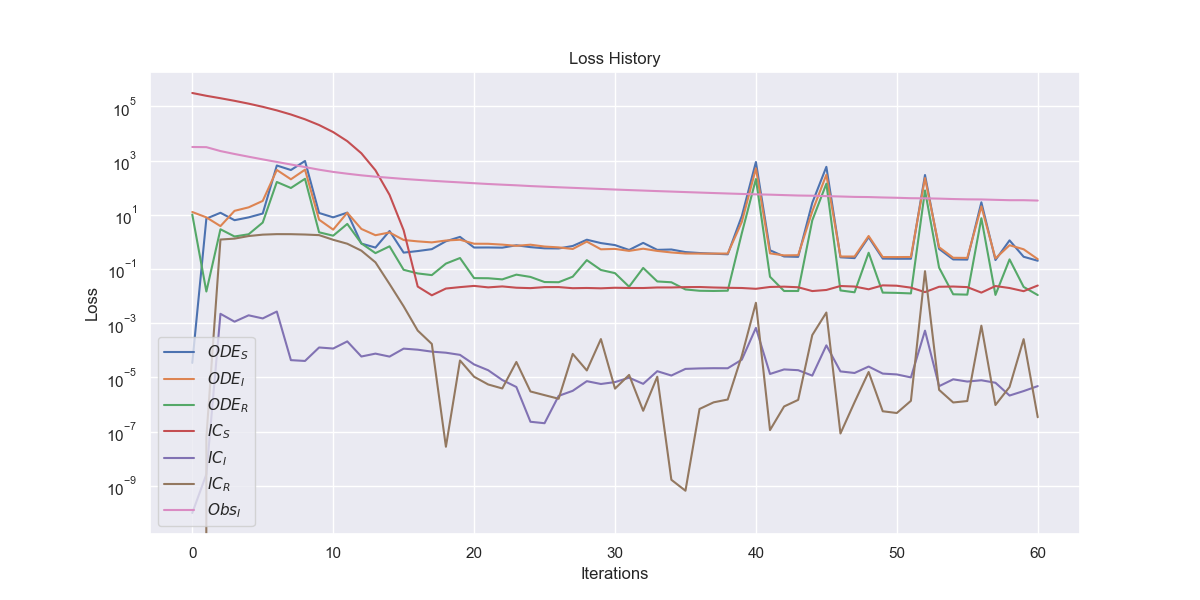 Loss History
Loss
10^5
10^3
10^1
10^−1
10^−3
10^−5
10^−7
10^−9
ODE_S
ODE_I
ODE_R
IC_S
IC_I
IC_R
Obs_I
0 10 20 30 40 50 60
Iterations